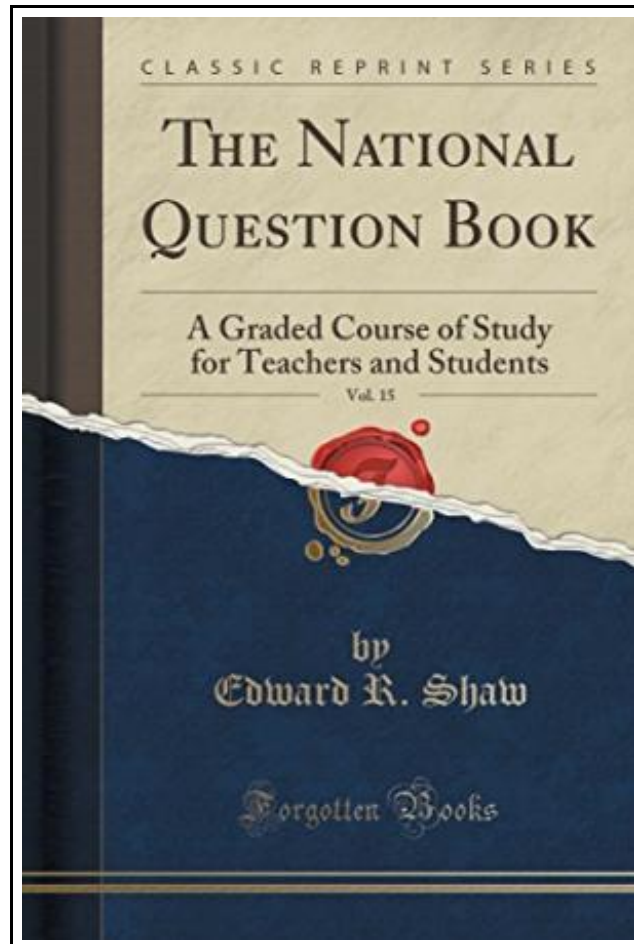 CLASSIC REPRINT SERIES
THE NATIONAL
QUESTION BOOK
A Graded Course of Study
for Teachers and Students
Vol. 15
by
Edward R. Shaw
Forgotten Books